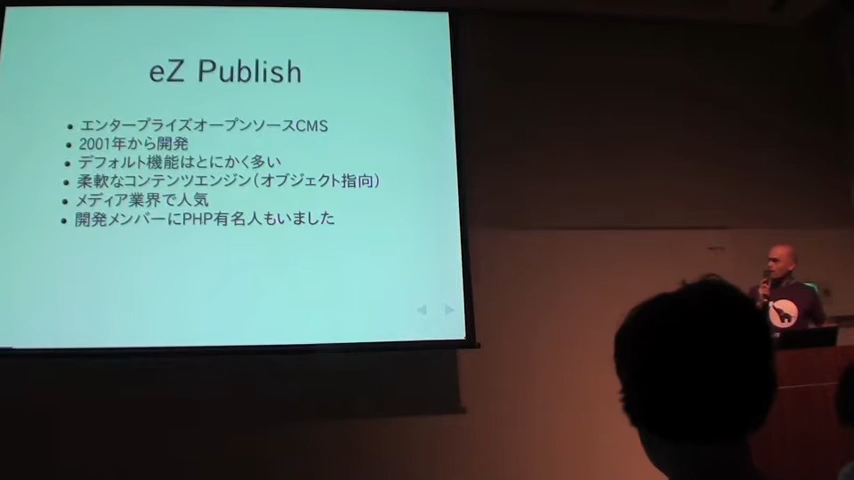 eZ Publish
• エンタープライズオープンソースCMS
• 2001年から開発
• デフォルト機能はとにかく多い
• 柔軟なコンテンツエンジン(オブジェクト指向)
• メディア業界で人気
• 開発メンバーにPHP有名人もいました